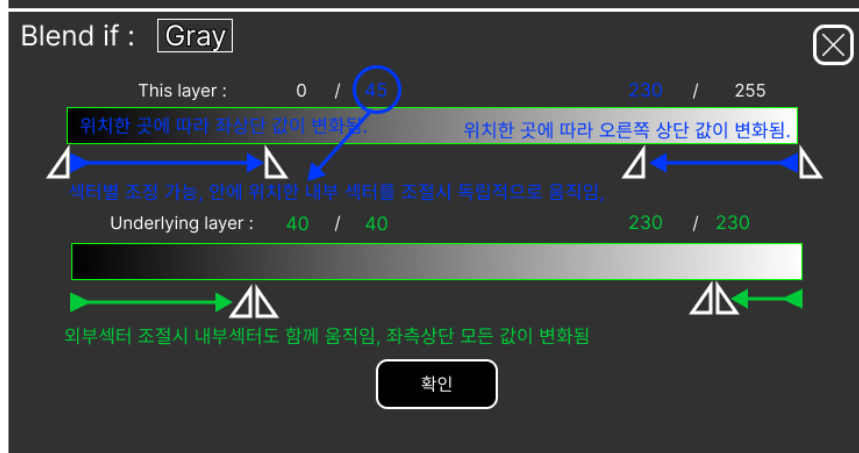 Blend if : Gray
This layer : 0 / 45 230 / 255
위치한 곳에 따라 좌상단 값이 변화됨. 위치한 곳에 따라 오른쪽 상단 값이 변화됨.
섹터별 조정 가능, 안에 위치한 내부 섹터를 조절시 독립적으로 움직임,
Underlying layer : 40 / 40 230 / 230
외부섹터 조절시 내부섹터도 함께 움직임, 좌측상단 모든 값이 변화됨
확인